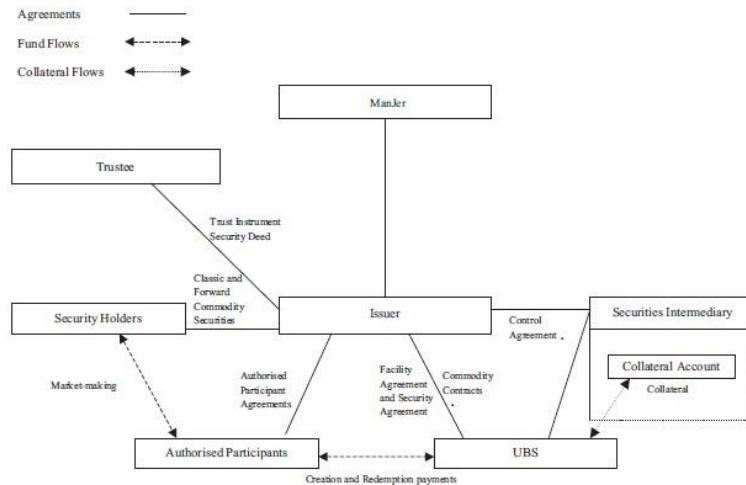 Agreements
Fund Flows
Collateral Flows
ManJer
Trustee
Trust Instrument
Security Deed
Classic and
Forward
Commodity
Securities
Security Holders
Issuer
Securities Intermediary
Control
Agreement .
Collateral Account
Collateral
Market-making
Authorised
Participant
Agreements
Facility
Agreement
and Security
Agreement
Commodity
Contracts .
Authorised Participants
UBS
Creation and Redemption payments